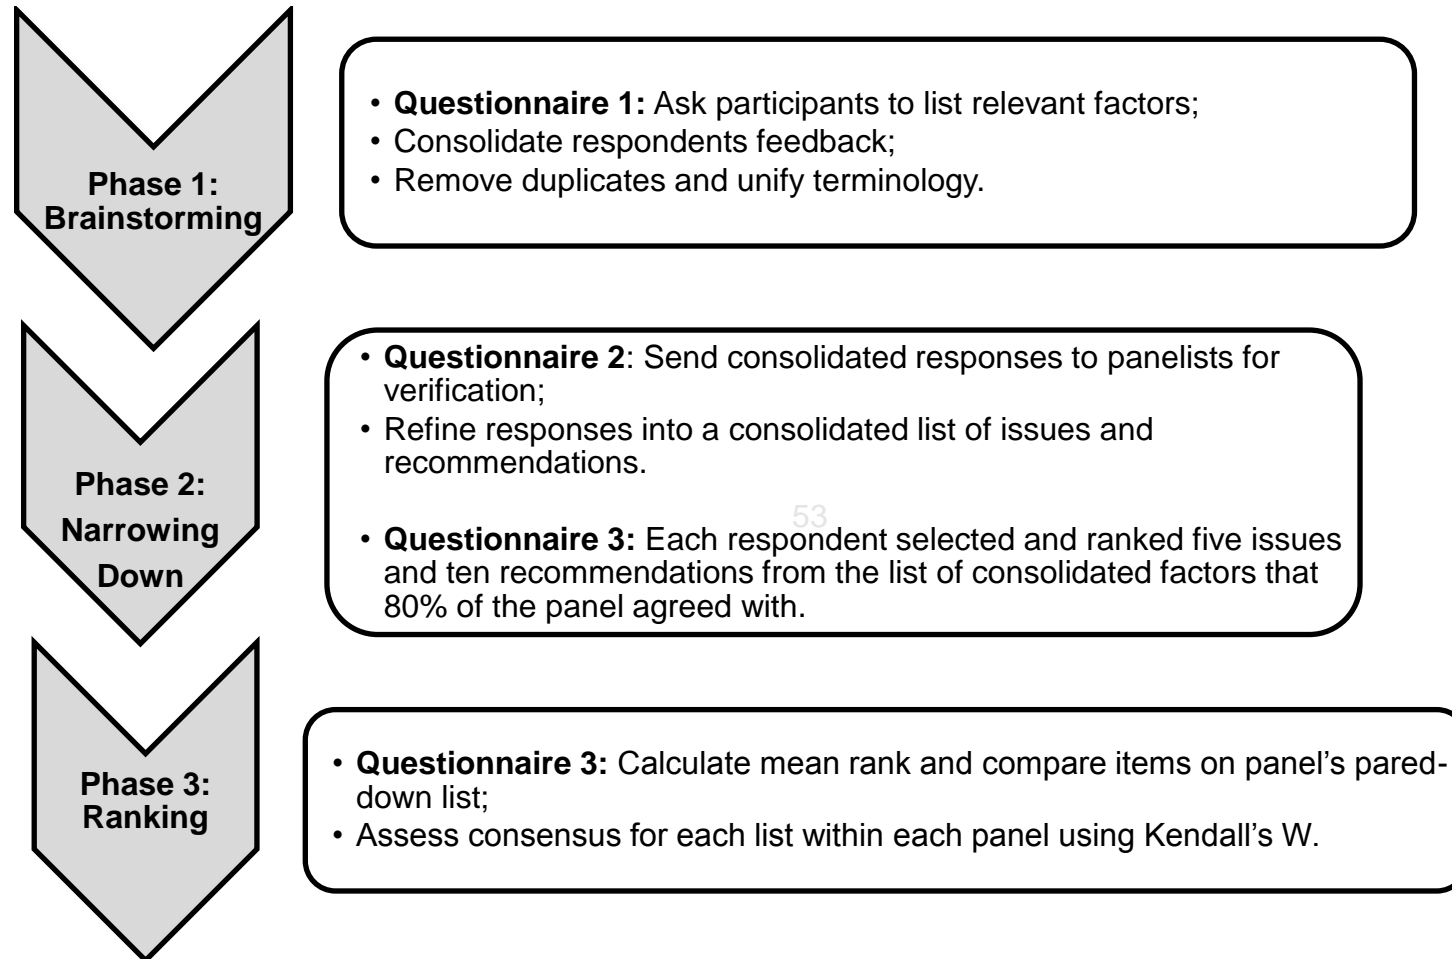 Phase 1:
Brainstorming
• Questionnaire 1: Ask participants to list relevant factors;
• Consolidate respondents feedback;
• Remove duplicates and unify terminology.
Phase 2:
Narrowing
Down
• Questionnaire 2: Send consolidated responses to panelists for
verification;
• Refine responses into a consolidated list of issues and
recommendations.
53
• Questionnaire 3: Each respondent selected and ranked five issues
and ten recommendations from the list of consolidated factors that
80% of the panel agreed with.
Phase 3:
Ranking
• Questionnaire 3: Calculate mean rank and compare items on panel’s pared-
down list;
• Assess consensus for each list within each panel using Kendall’s W.